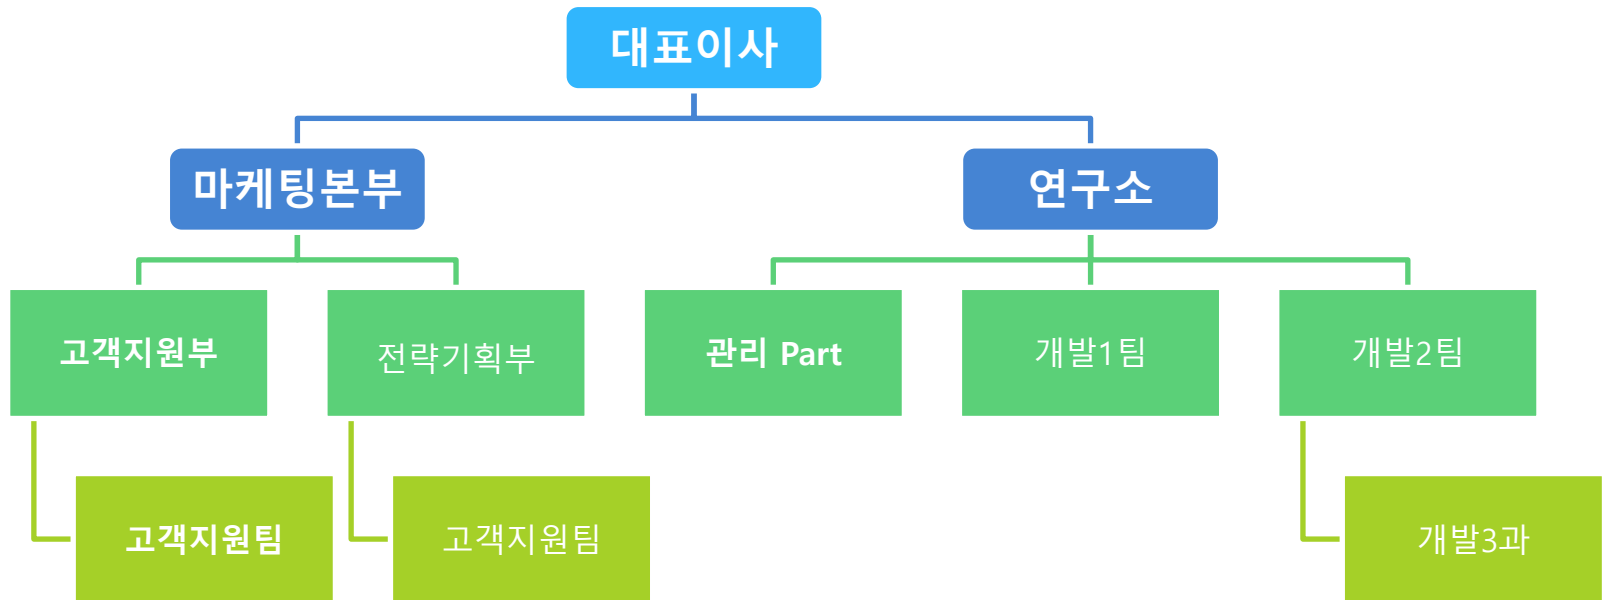 대표이사
마케팅본부
연구소
고객지원부
전략기획부
관리 Part
개발1팀
개발2팀
고객지원팀
고객지원팀
개발3과